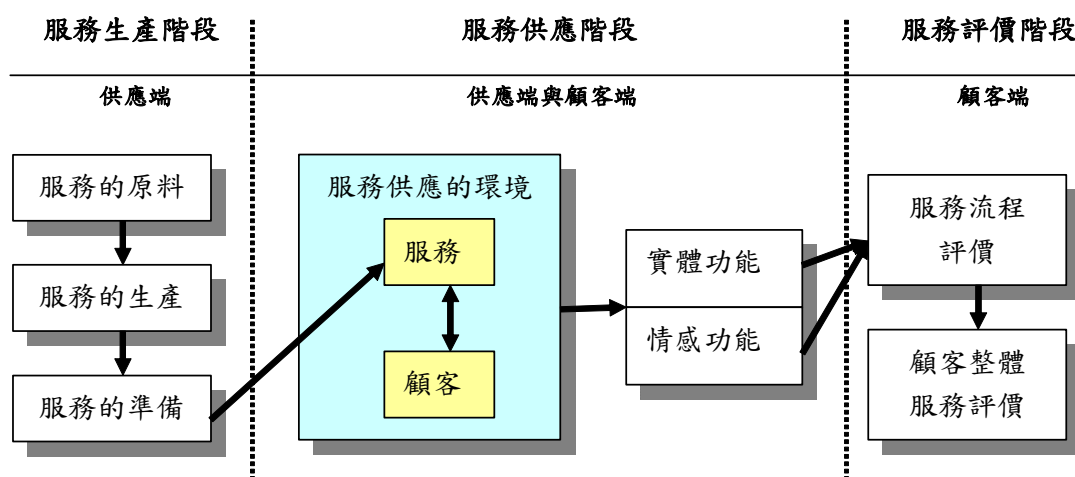 服務生產階段
服務供應階段
服務評價階段
供應端
供應端與顧客端
顧客端
服務的原料
服務的生產
服務的準備
服務供應的環境
服務
顧客
實體功能
情感功能
服務流程
評價
顧客整體
服務評價